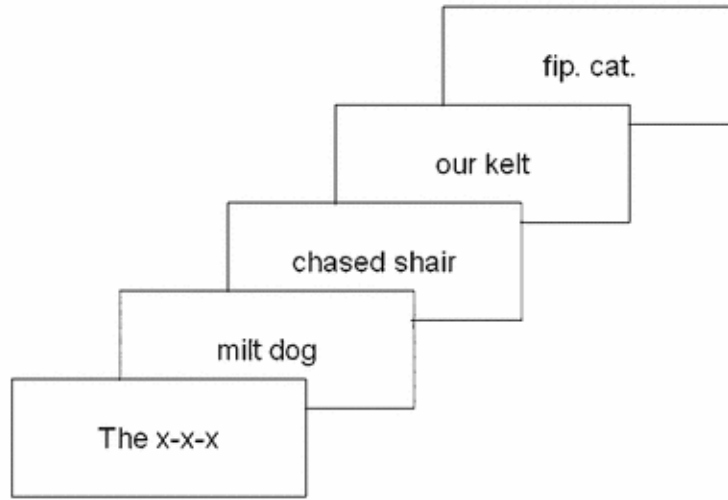 fip. cat.
our kelt
chased shair
milt dog
The x-x-x